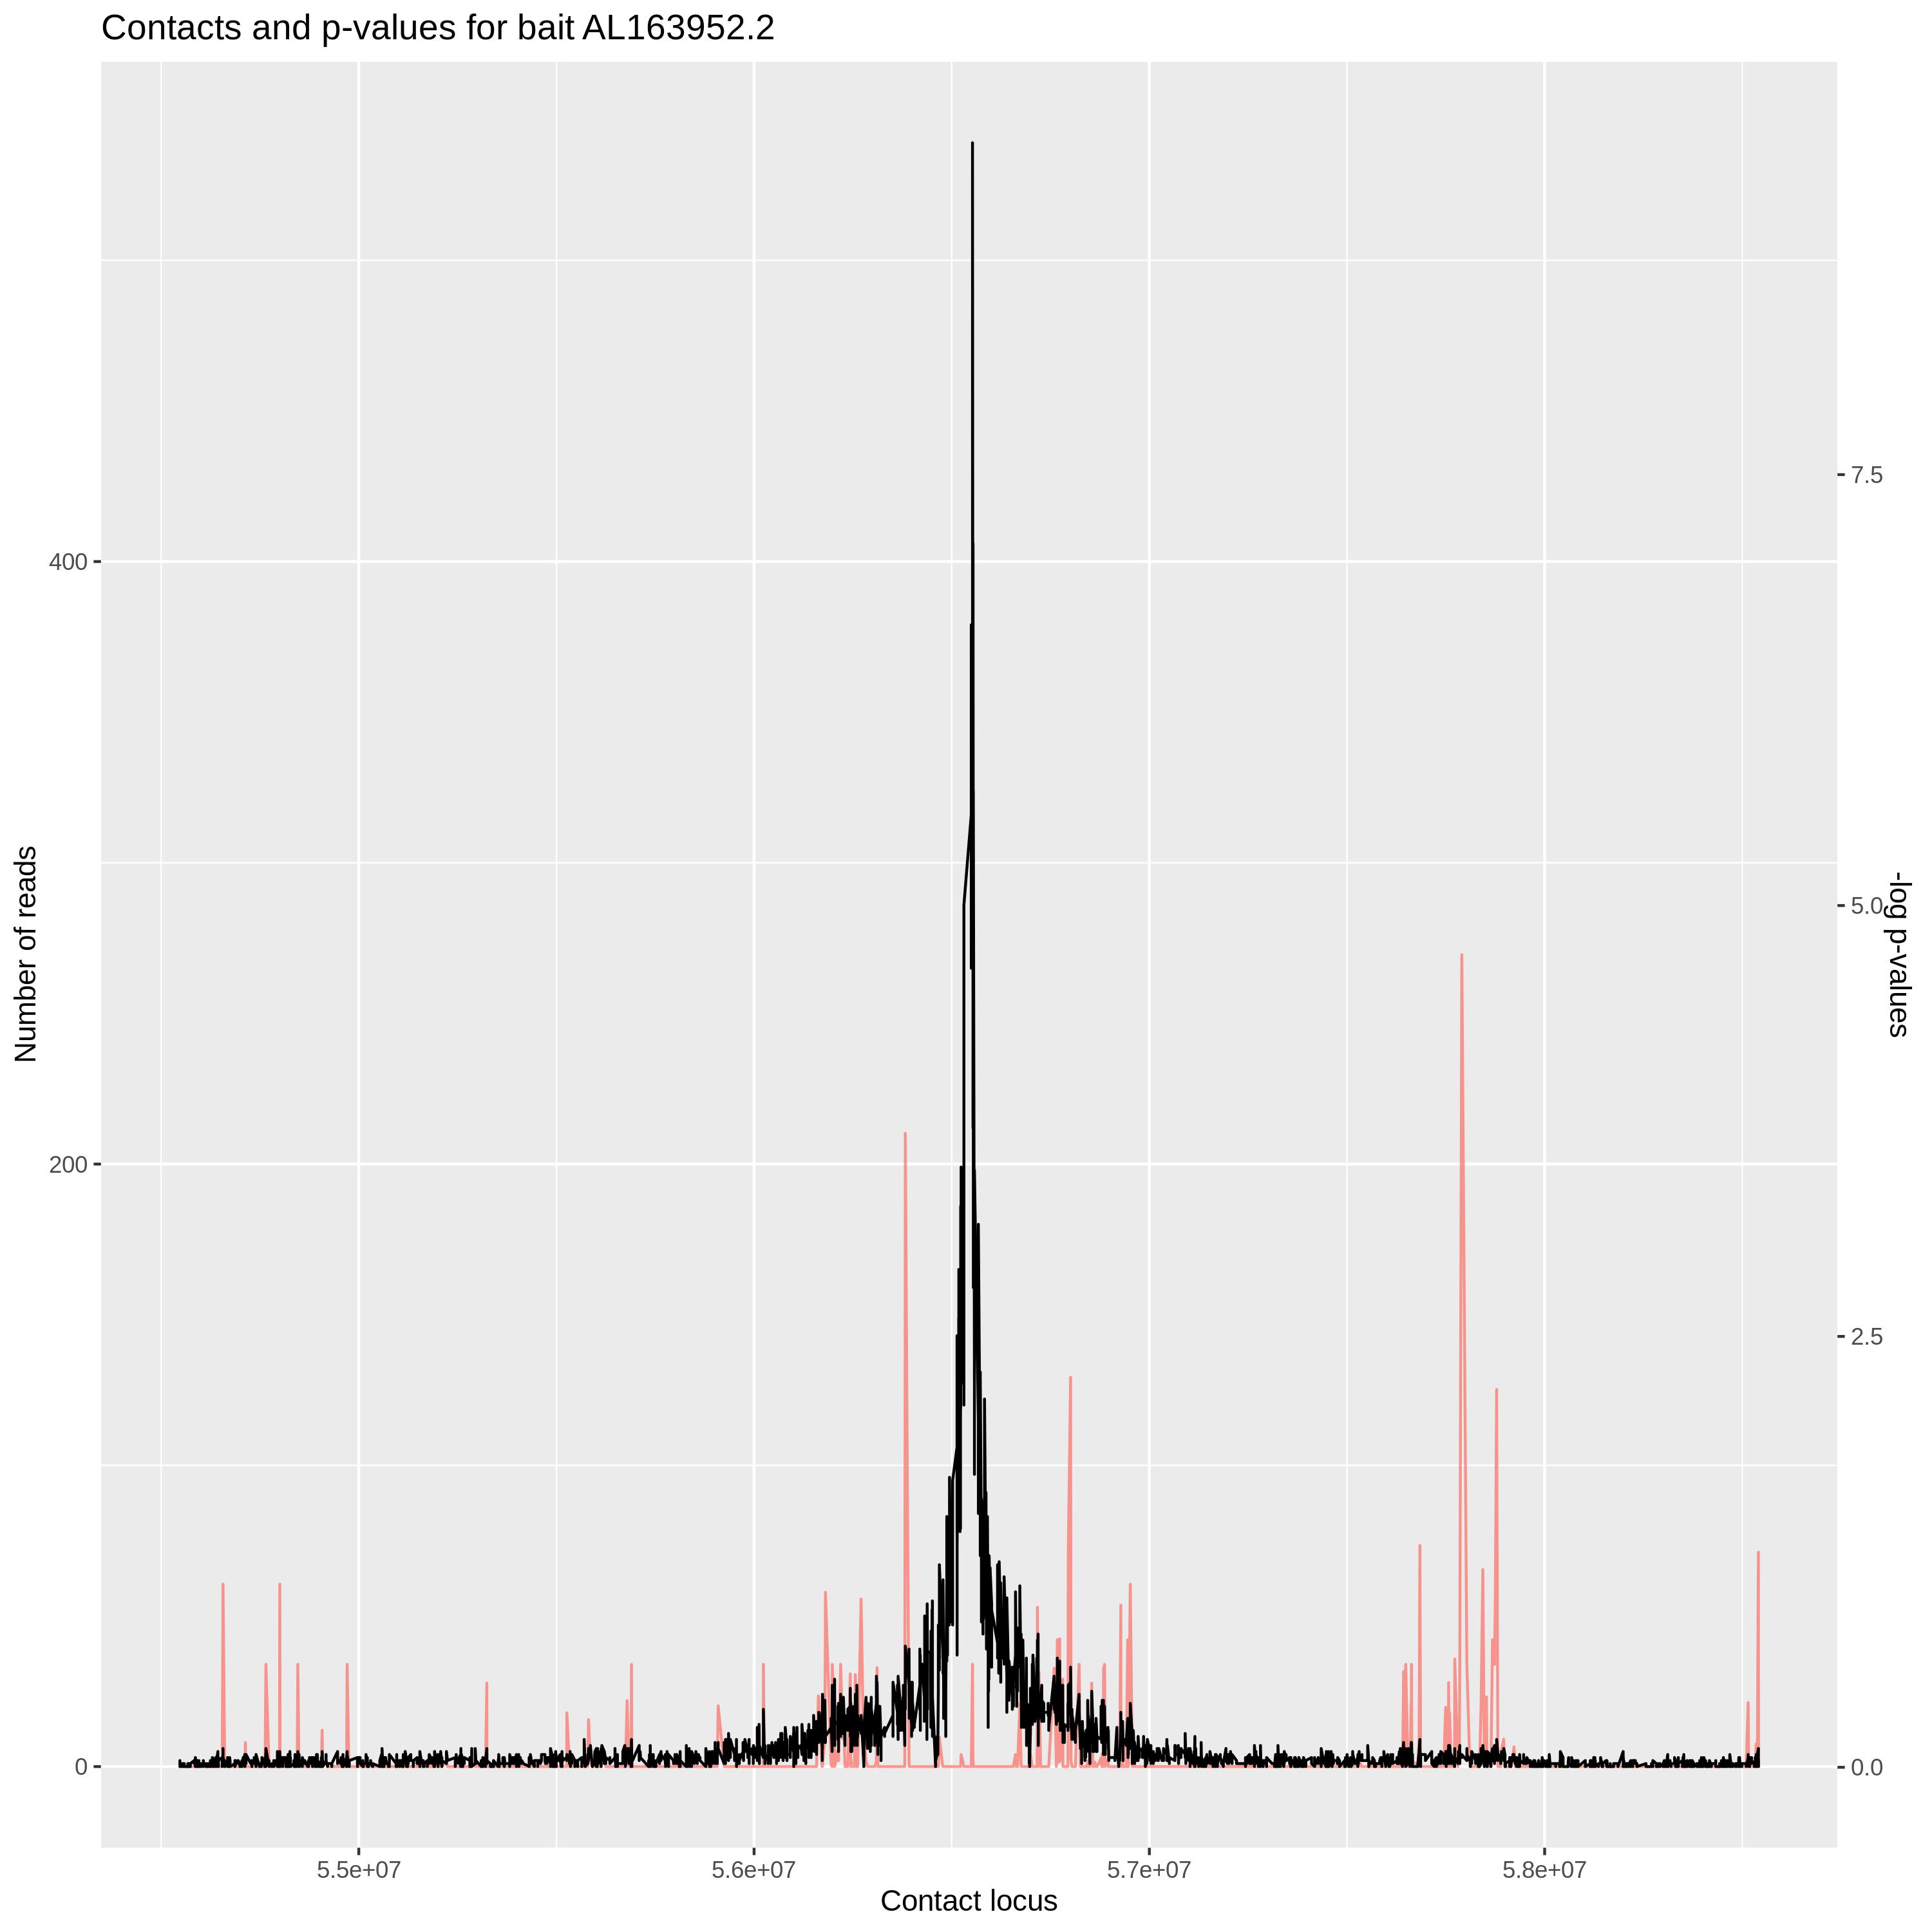 Contacts and p-values for bait AL163952.2
400
200
0
Number of reads
7.5
5.0
2.5
0.0
-log p-values
5.5e+07
5.6e+07
5.7e+07
5.8e+07
Contact locus